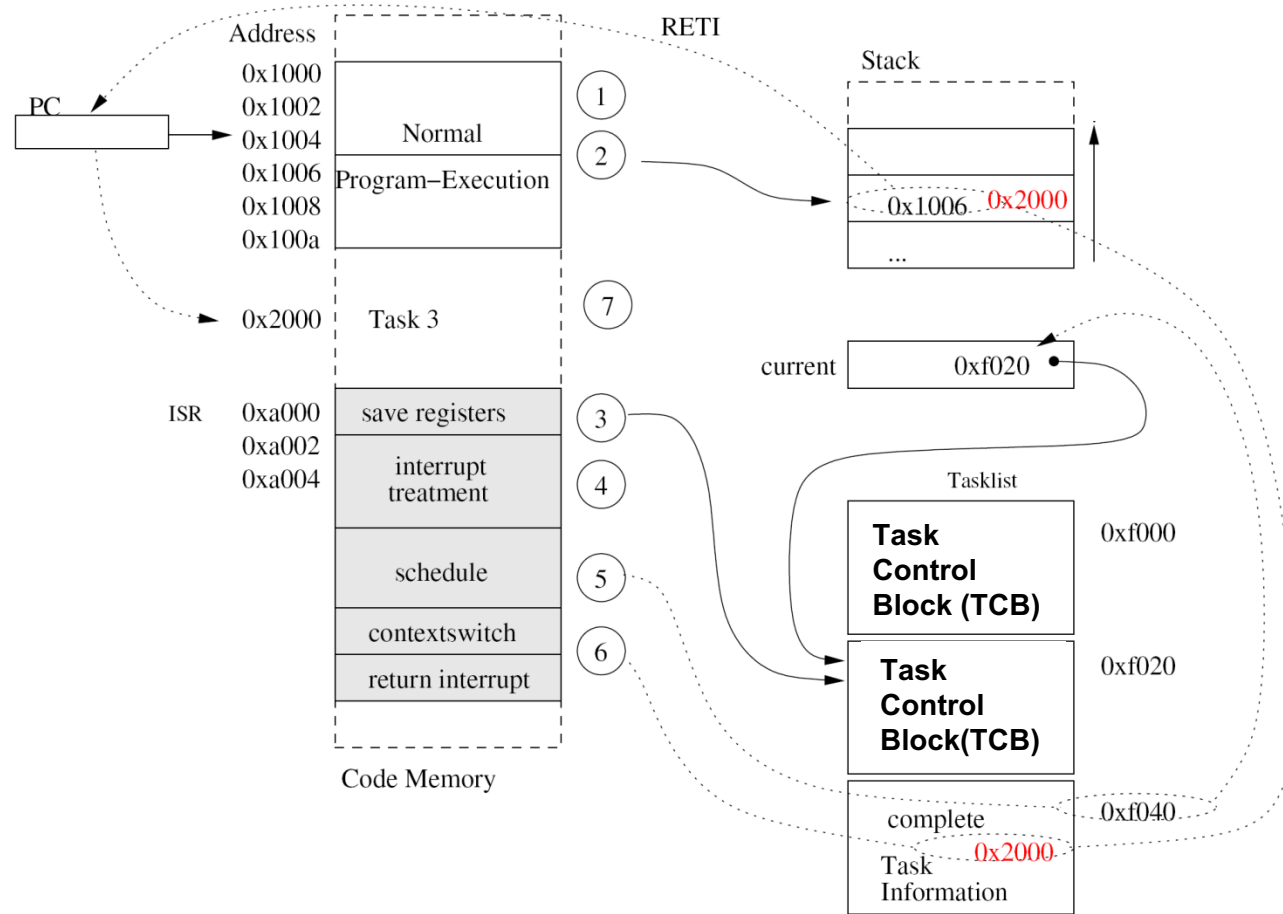 RETI
Address
Stack
0x1000
0x1002
0x1004
0x1006
0x1008
0x100a
PC
Normal
Program-Execution
1
2
0x1006 0x2000
...
0x2000
Task 3
7
current
0xf020
ISR
0xa000
0xa002
0xa004
save registers
3
interrupt
treatment
4
schedule
5
contextswitch
6
return interrupt
Code Memory
Tasklist
Task
Control
Block (TCB)
0xf000
Task
Control
Block(TCB)
0xf020
complete
0xf040
0x2000
Task
Information